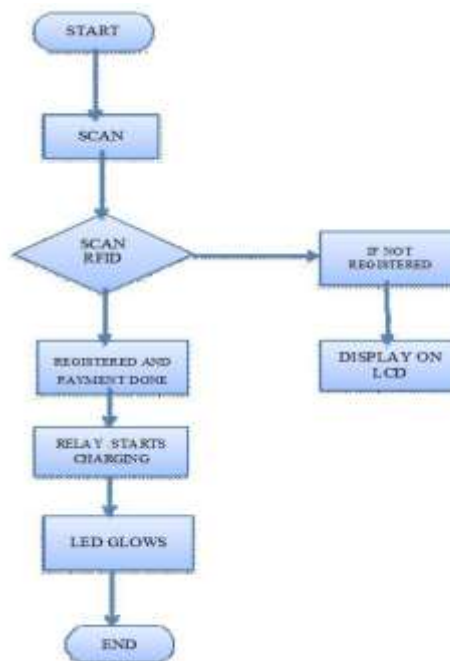 START
SCAN
SCAN
RFID
IF NOT
REGISTERED
REGISTERED AND
PAYMENT DONE
DISPLAY ON
LCD
RELAY STARTS
CHARGING
LED GLOWS
END